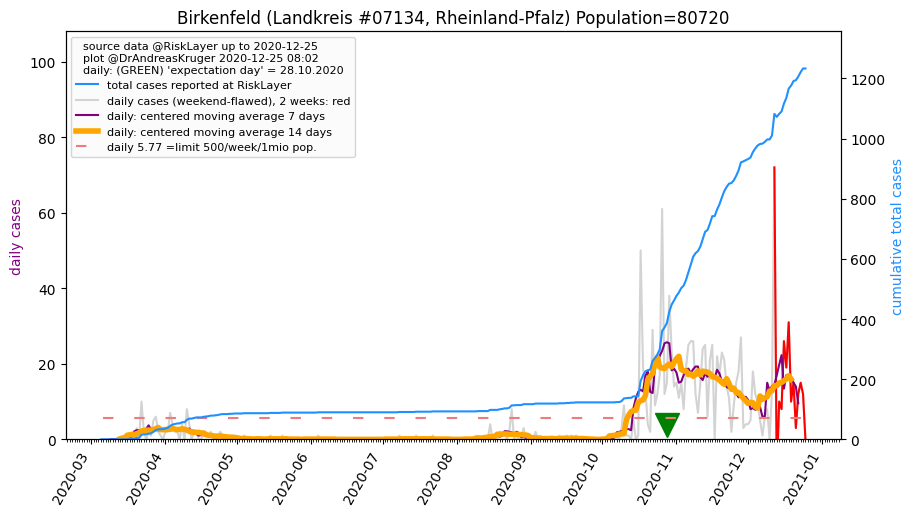 Birkenfeld (Landkreis #07134, Rheinland-Pfalz) Population=80720
source data @RiskLayer up to 2020-12-25
plot @DrAndreasKruger 2020-12-25 08:02
daily: (GREEN) 'expectation day' = 28.10.2020
total cases reported at RiskLayer
daily cases (weekend-flawed), 2 weeks: red
daily: centered moving average 7 days
daily: centered moving average 14 days
daily 5.77 =limit 500/week/1mio pop.
daily cases
100
80
60
40
20
0
cumulative total cases
1200
1000
800
600
400
200
0
2020-03
2020-04
2020-05
2020-06
2020-07
2020-08
2020-09
2020-10
2020-11
2020-12
2021-01